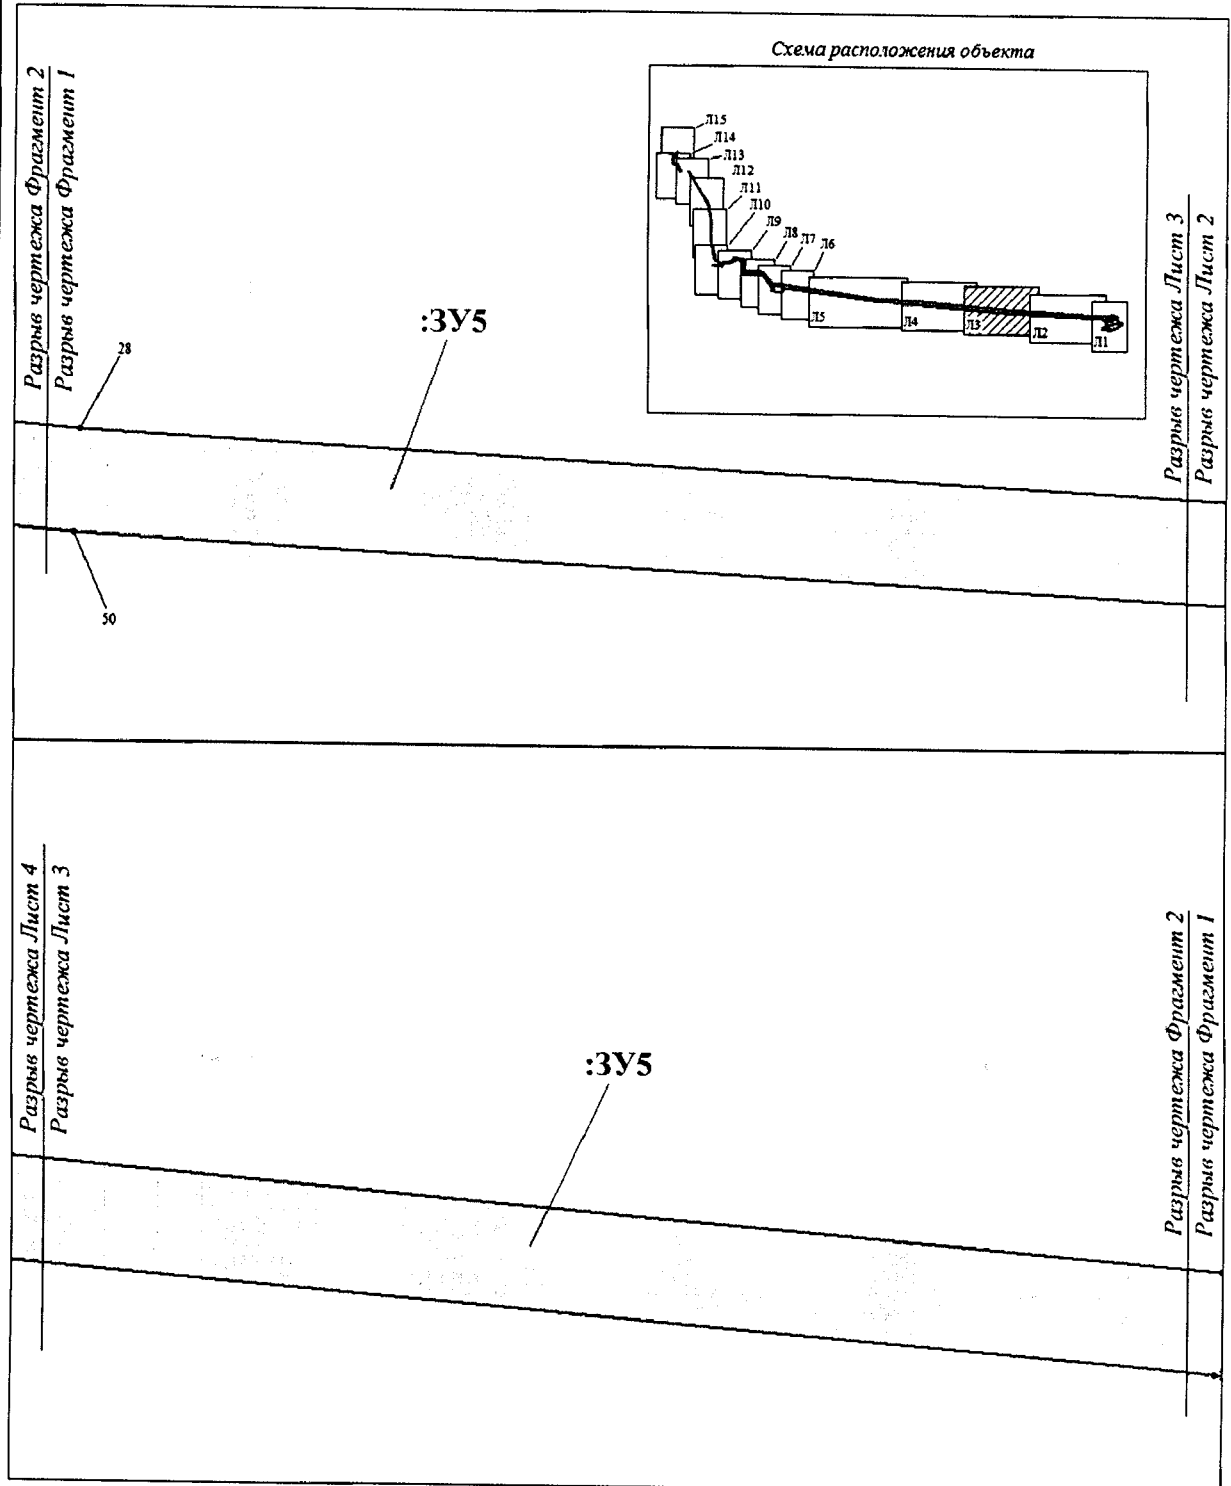 Схема расположения объекта
Л15
Л14
Л13
Л12
Л11
Л10
Л9
Л8
Л7
Л6
Л5
Л4
Л3
Л2
Л1
Разрыв чертежа Фрагмент 2
Разрыв чертежа Фрагмент 1
28
:ЗУ5
50
Разрыв чертежа Лист 3
Разрыв чертежа Лист 2
Разрыв чертежа Лист 4
Разрыв чертежа Лист 3
:ЗУ5
Разрыв чертежа Фрагмент 2
Разрыв чертежа Фрагмент 1